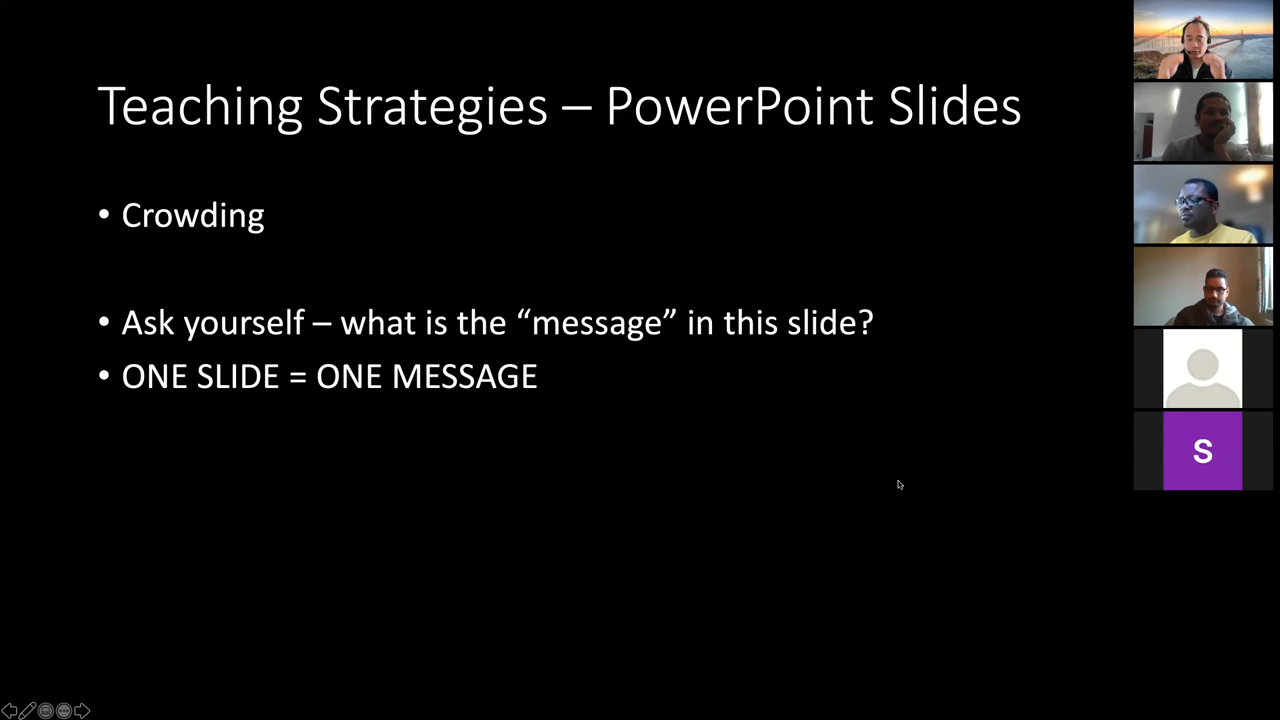 Teaching Strategies – PowerPoint Slides
• Crowding
• Ask yourself – what is the “message” in this slide?
• ONE SLIDE = ONE MESSAGE
S